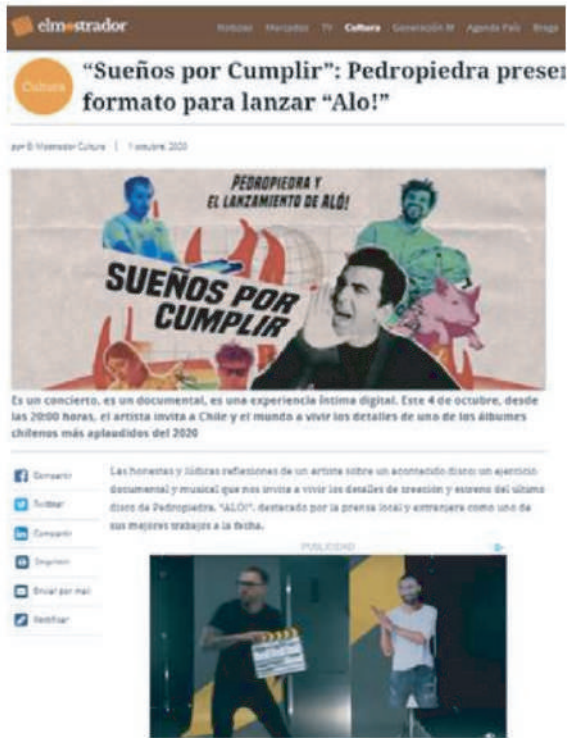 elmostrador
Noticias Mercados TV Cultura Generación M Agenda País Braga
Cultura
“Sueños por Cumplir”: Pedropiedra prese
formato para lanzar “Alo!”
por El Mostrador Cultura | 1 octubre, 2020
PEDROPIEDRA Y
EL LANZAMIENTO DE ALÓ!
SUEÑOS POR
CUMPLIR
Es un concierto, es un documental, es una experiencia íntima digital. Este 4 de octubre, desde
las 20:00 horas, el artista invita a Chile y el mundo a vivir los detalles de uno de los álbumes
chilenos más aplaudidos del 2020
Compartir
Twittear
Compartir
Imprimir
Enviar por mail
Rectificar
Las honestas y lúdicas reflexiones de un artista sobre un acontecido disco: un ejercicio
documental y musical que nos invita a vivir los detalles de creación y estreno del último
disco de Pedropiedra, “ALÓ!”, destacado por la prensa local y extranjera como uno de
sus mejores trabajos a la fecha.
PUBLICIDAD